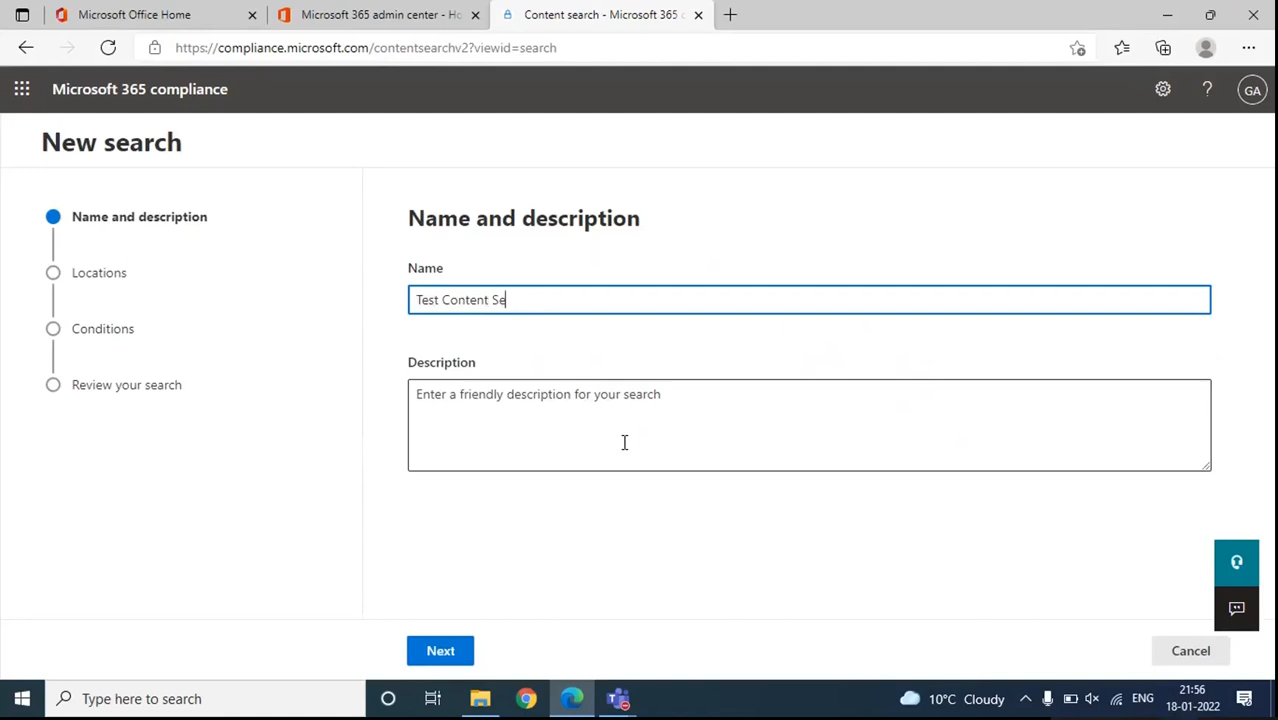 Microsoft Office Home
Microsoft 365 admin center - Ho
Content search - Microsoft 365 c
https://compliance.microsoft.com/contentsearchv2?viewid=search
Microsoft 365 compliance
GA
New search
Name and description
Locations
Conditions
Review your search
Name and description
Name
Test Content Se
Description
Enter a friendly description for your search
Next
Cancel
Type here to search
10°C Cloudy
ENG
21:56
18-01-2022